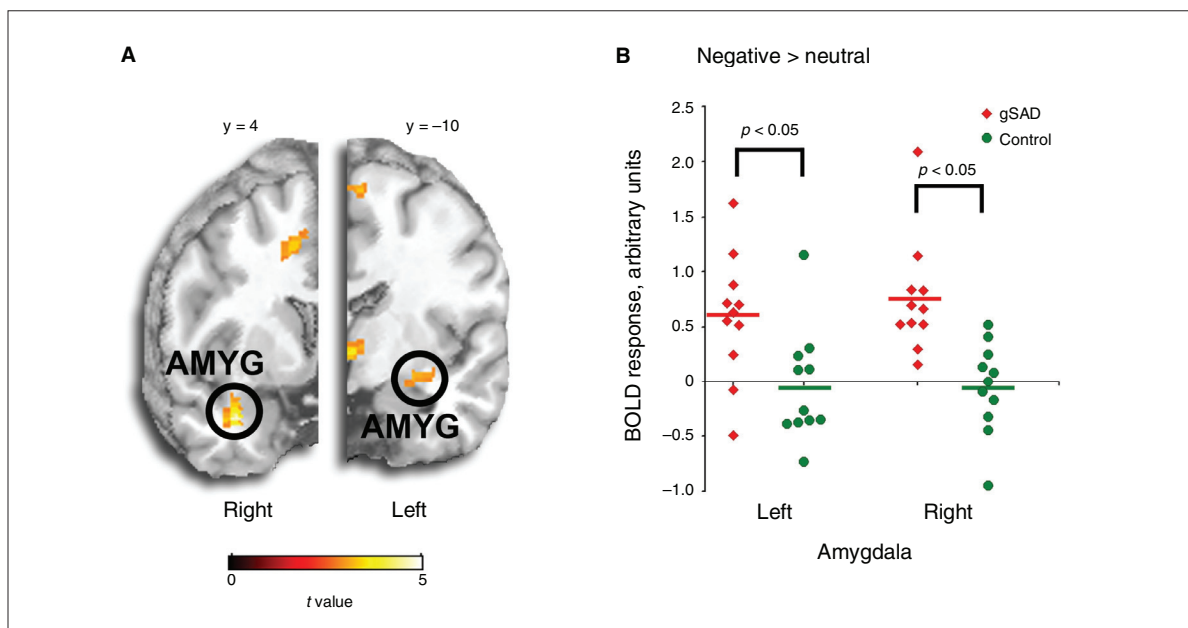 A
y = 4
y = –10
AMYG
AMYG
Right
Left
0
5
t value
B
Negative > neutral
gSAD
Control
p < 0.05
p < 0.05
BOLD response, arbitrary units
2.5
2.0
1.5
1.0
0.5
0
–0.5
–1.0
Left
Right
Amygdala